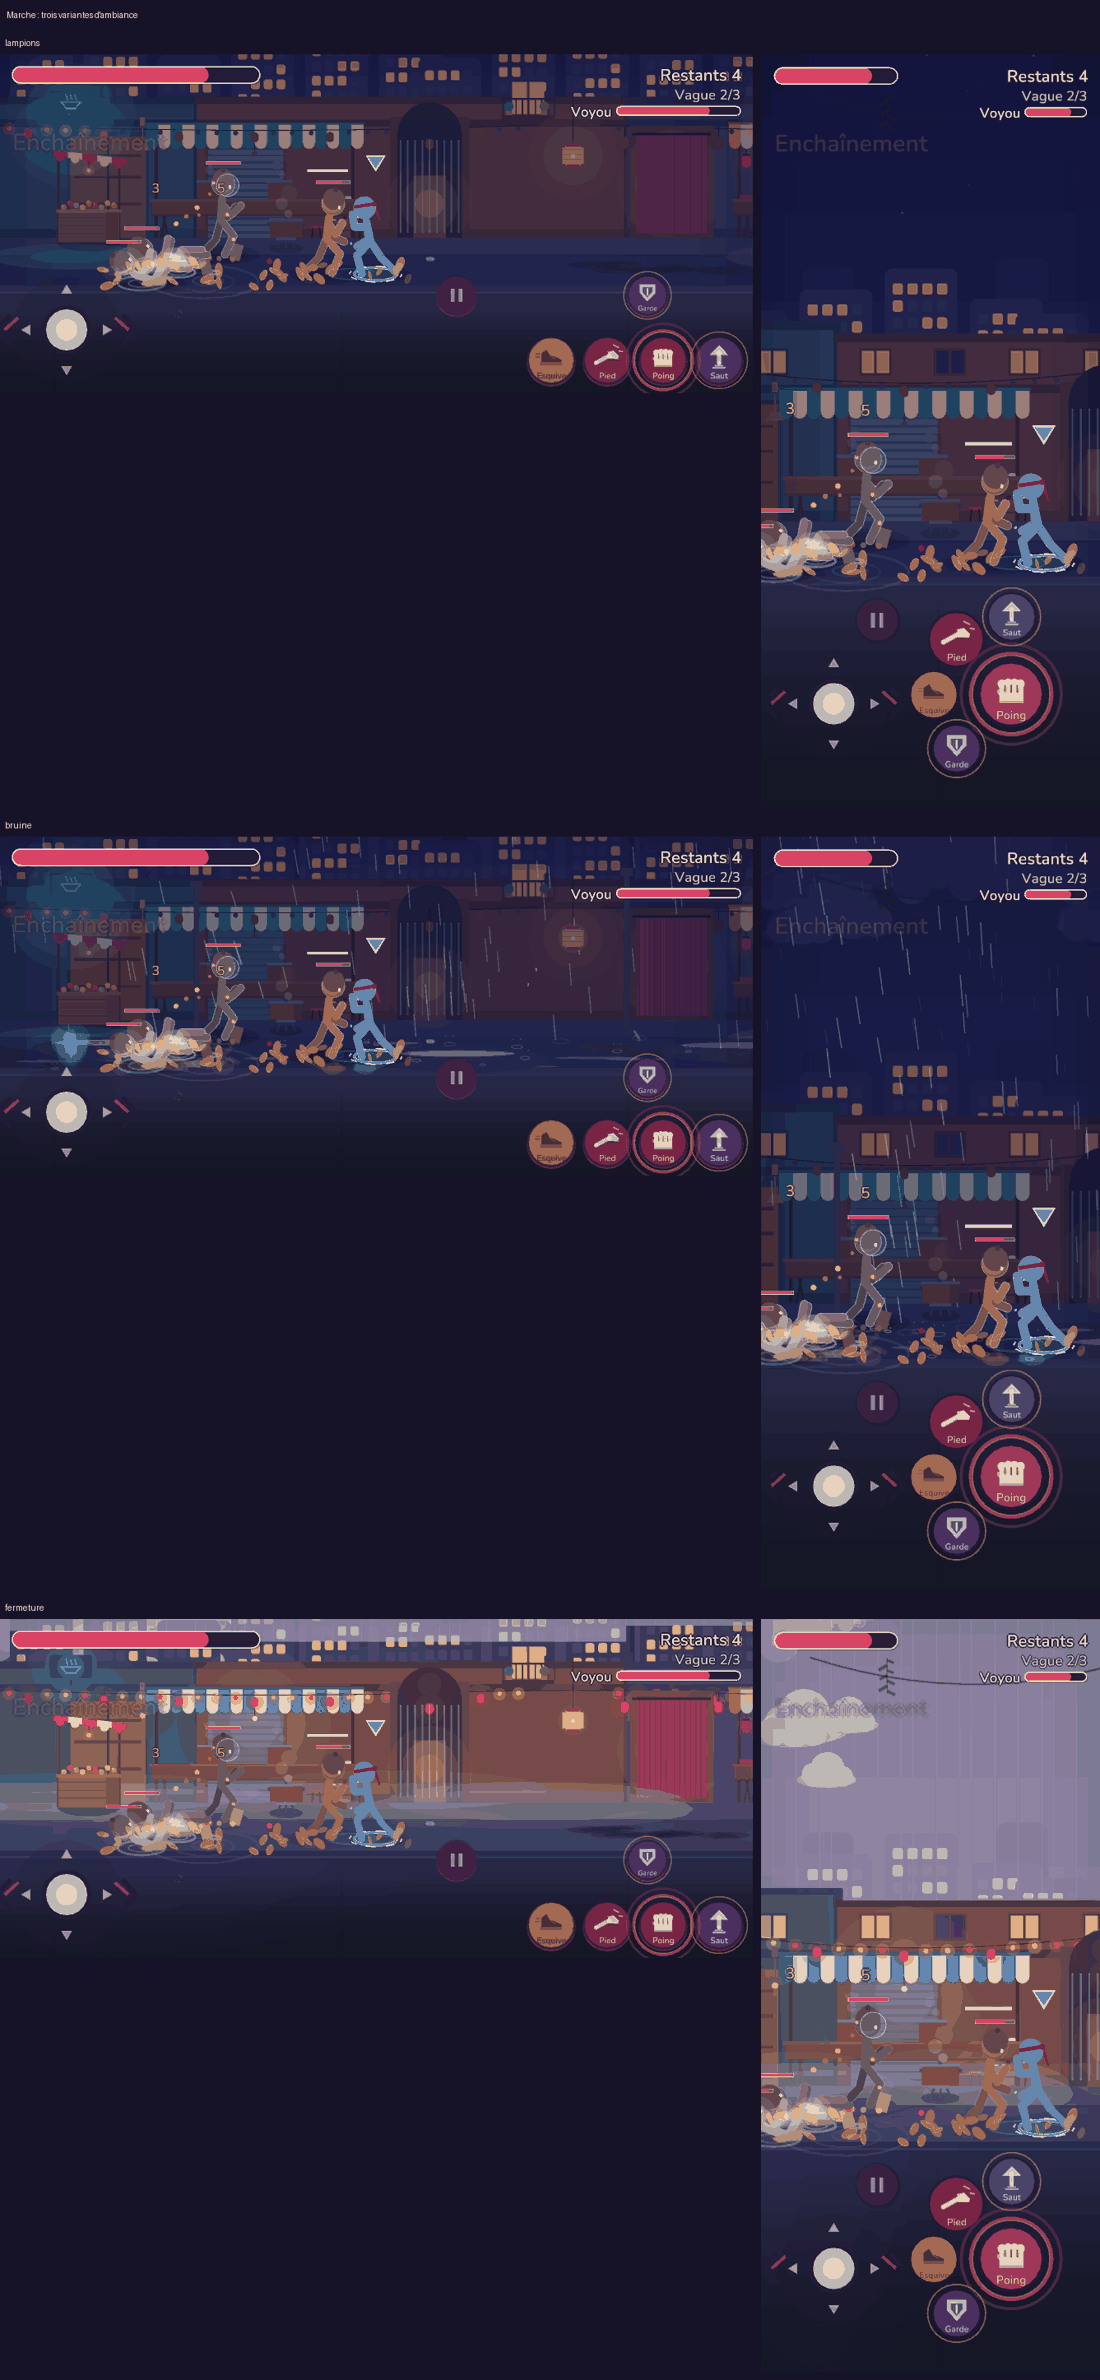 Marche : trois variantes d'ambiance
lampions
Restants 4
Vague 2/3
Voyou
Enchaînement
3
5
Garde
Esquive
Pied
Poing
Saut
Restants 4
Vague 2/3
Voyou
Enchaînement
3
5
Saut
Pied
Esquive
Poing
Garde
bruine
Restants 4
Vague 2/3
Voyou
Enchaînement
3
5
Garde
Esquive
Pied
Poing
Saut
Restants 4
Vague 2/3
Voyou
Enchaînement
3
5
Saut
Pied
Esquive
Poing
Garde
fermeture
Restants 4
Vague 2/3
Voyou
Enchaînement
3
5
Garde
Esquive
Pied
Poing
Saut
Restants 4
Vague 2/3
Voyou
Enchaînement
3
5
Saut
Pied
Esquive
Poing
Garde